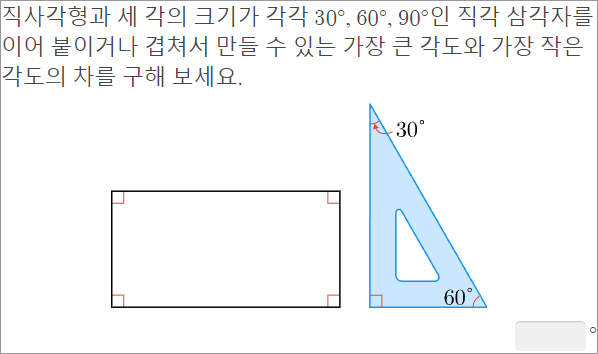 직사각형과 세 각의 크기가 각각 30°, 60°, 90°인 직각 삼각자를
이어 붙이거나 겹쳐서 만들 수 있는 가장 큰 각도와 가장 작은
각도의 차를 구해 보세요.
30°
60°
°